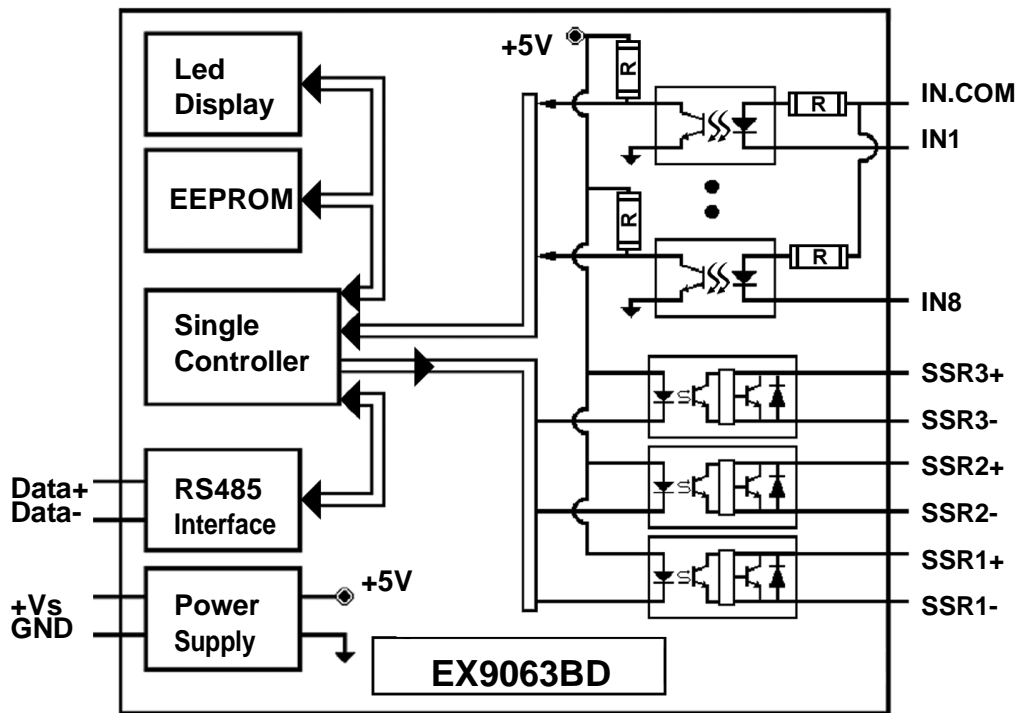 Led
Display
EEPROM
Single
Controller
RS485
Interface
Power
Supply
Data+
Data-
+Vs
GND
+5V
+5V
R
R
R
R
IN.COM
IN1
IN8
SSR3+
SSR3-
SSR2+
SSR2-
SSR1+
SSR1-
EX9063BD